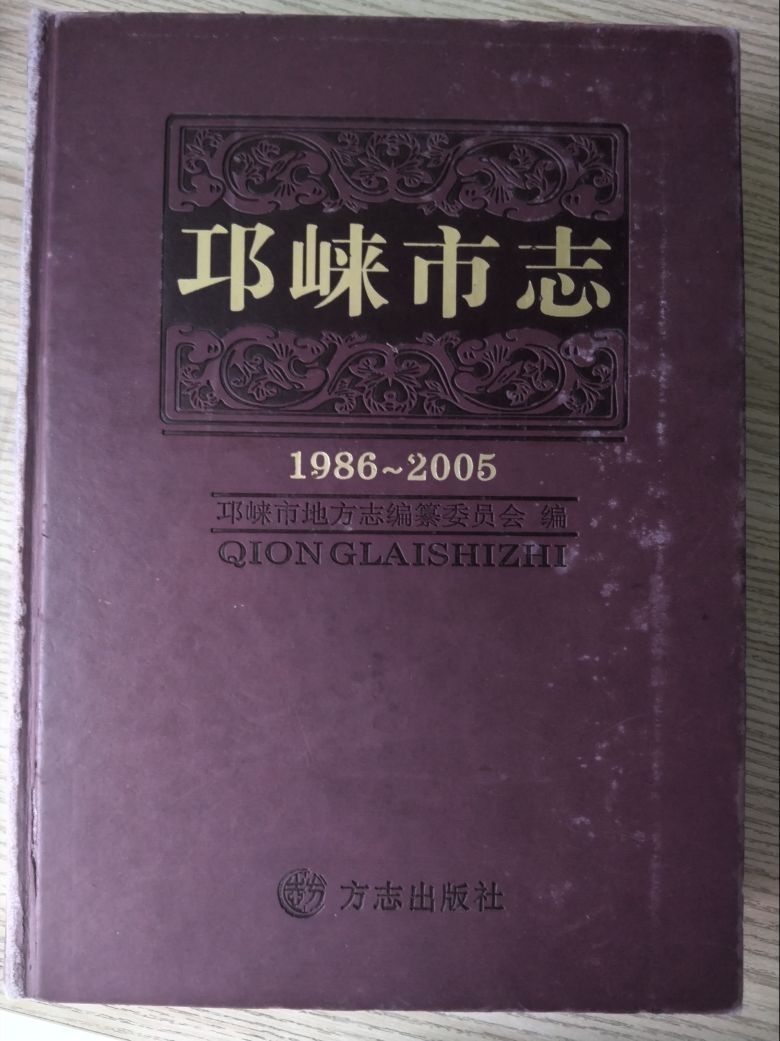 邛崃市志
1986~2005
邛崃市地方志编纂委员会 编
QIONGLAISHIZHI
方志出版社